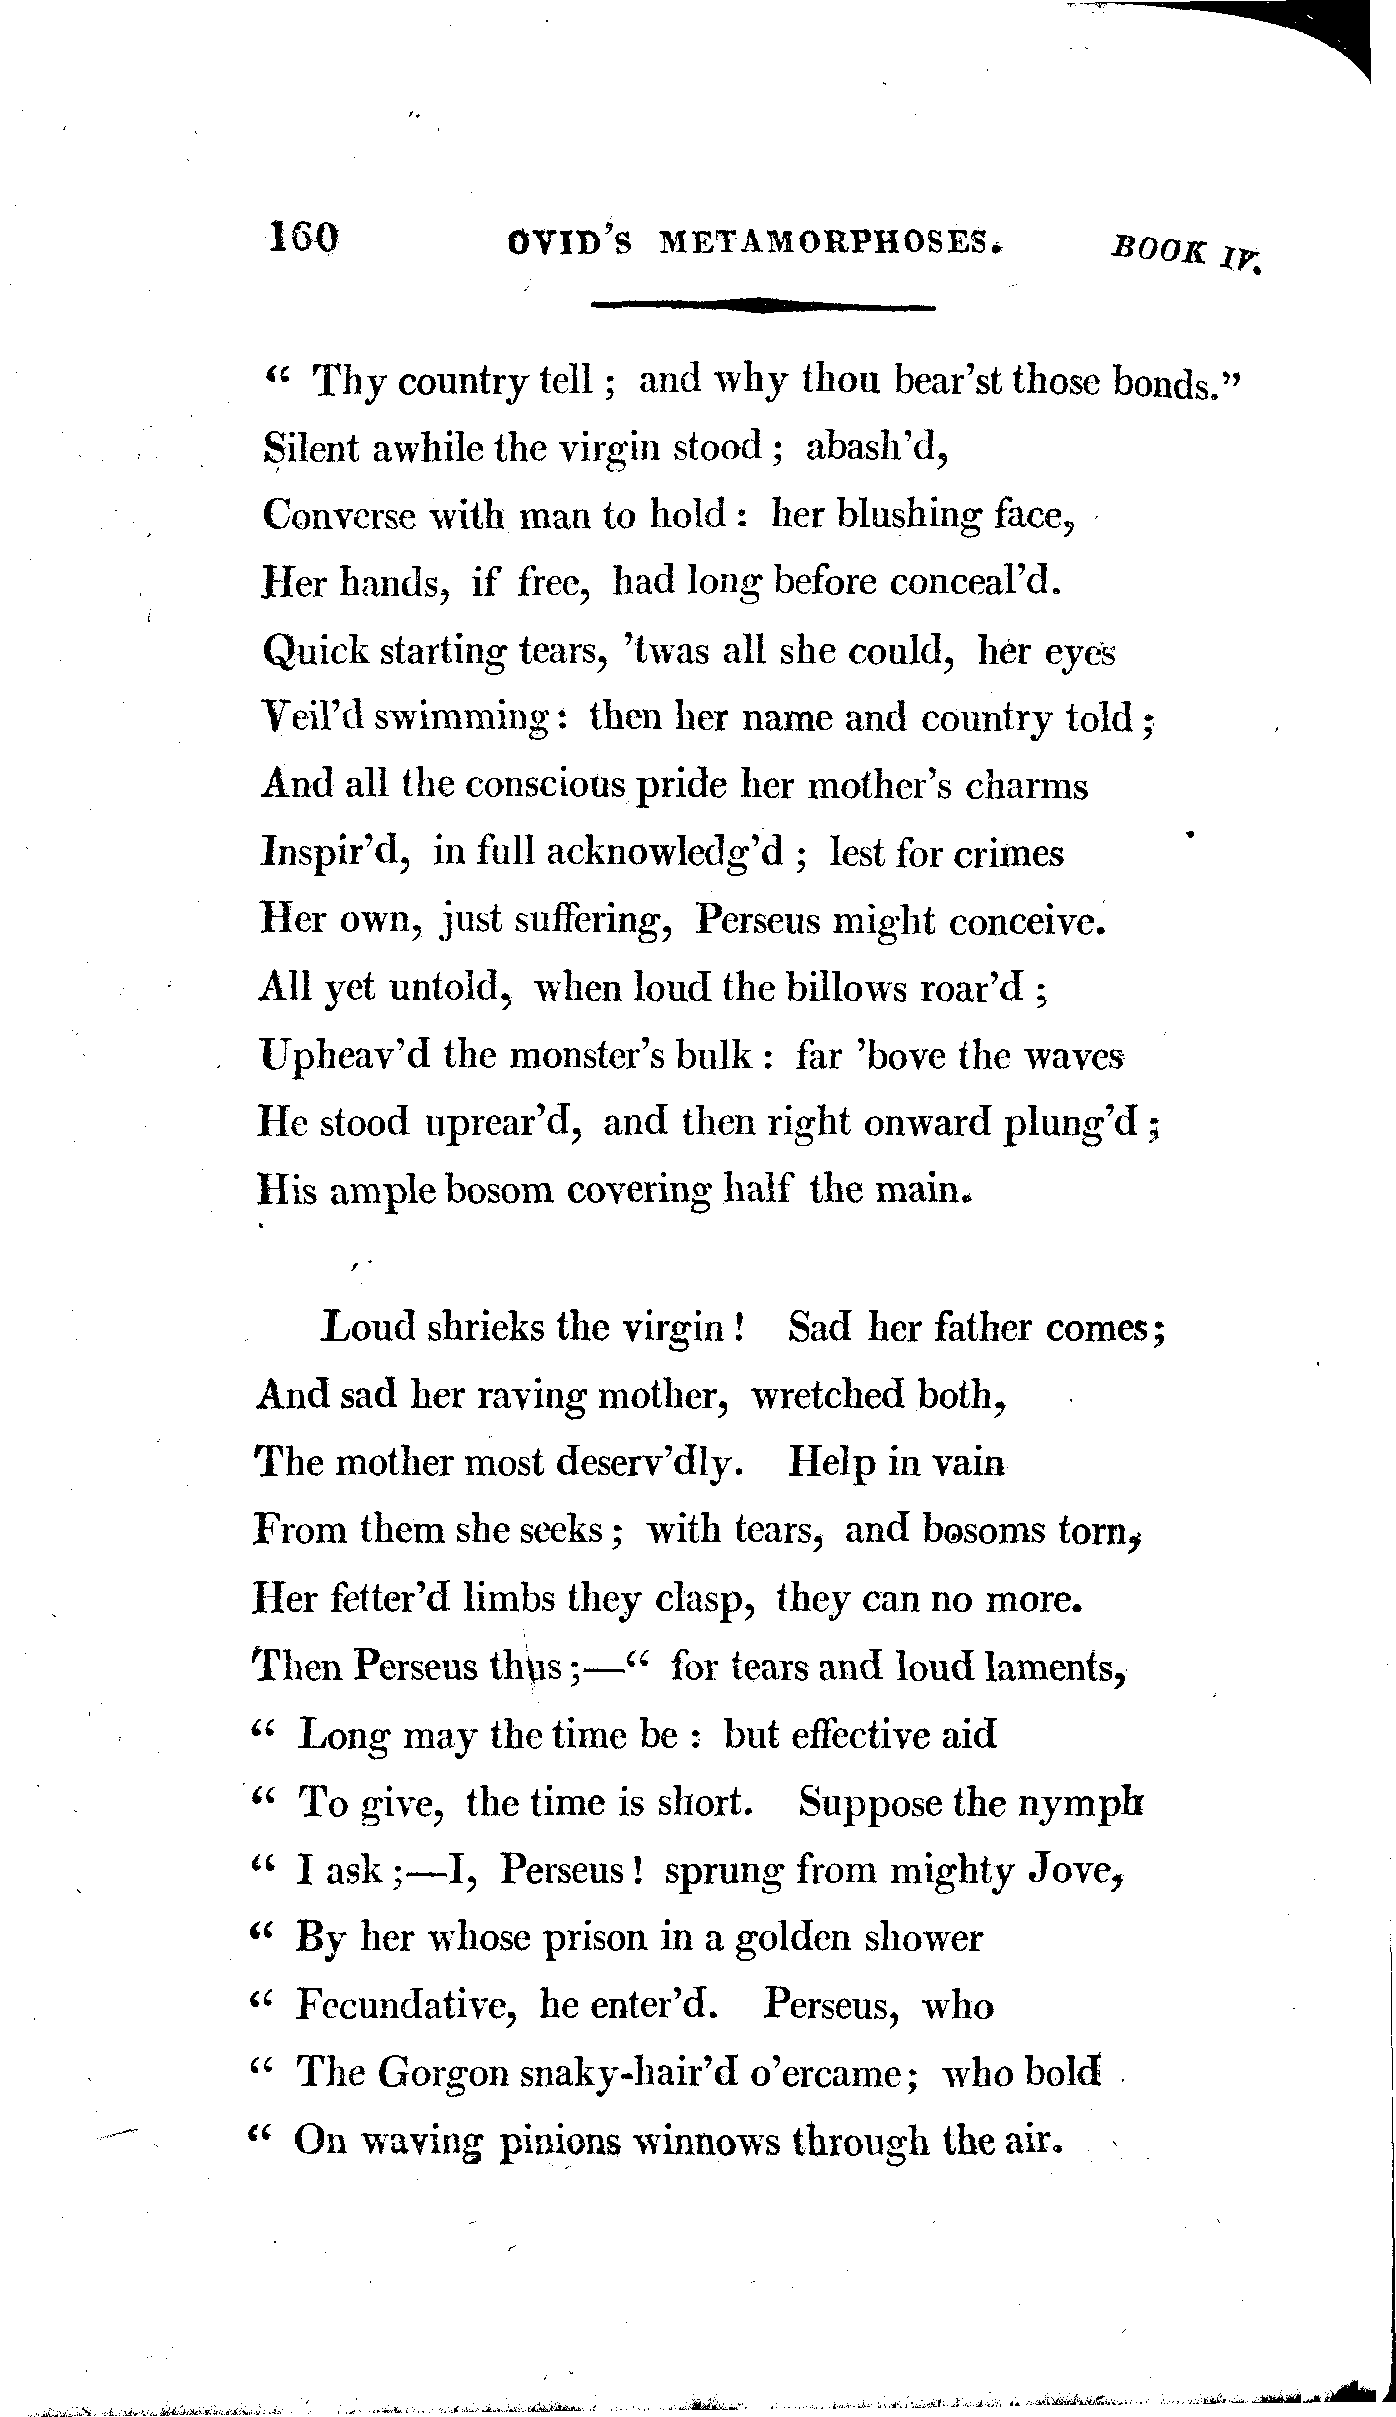 160 OVID'S METAMORPHOSES. BOOK IV.
“ Thy country tell ; and why thou bear'st those bonds.”
Silent awhile the virgin stood ; abash'd,
Converse with man to hold : her blushing face,
Her hands, if free, had long before conceal'd.
Quick starting tears, 'twas all she could, her eyes
Veil'd swimming : then her name and country told ;
And all the conscious pride her mother's charms
Inspir'd, in full acknowledg'd ; lest for crimes
Her own, just suffering, Perseus might conceive.
All yet untold, when loud the billows roar'd ;
Upheav'd the monster's bulk : far 'bove the waves
He stood uprear'd, and then right onward plung'd ;
His ample bosom covering half the main.
Loud shrieks the virgin ! Sad her father comes;
And sad her raving mother, wretched both,
The mother most deserv'dly. Help in vain
From them she seeks ; with tears, and bosoms torn,
Her fetter'd limbs they clasp, they can no more.
Then Perseus thus ;—“ for tears and loud laments,
“ Long may the time be : but effective aid
“ To give, the time is short. Suppose the nymph
“ I ask ;—I, Perseus ! sprung from mighty Jove,
“ By her whose prison in a golden shower
“ Fecundative, he enter'd. Perseus, who
“ The Gorgon snaky-hair'd o'ercame; who bold
“ On waving pinions winnows through the air.